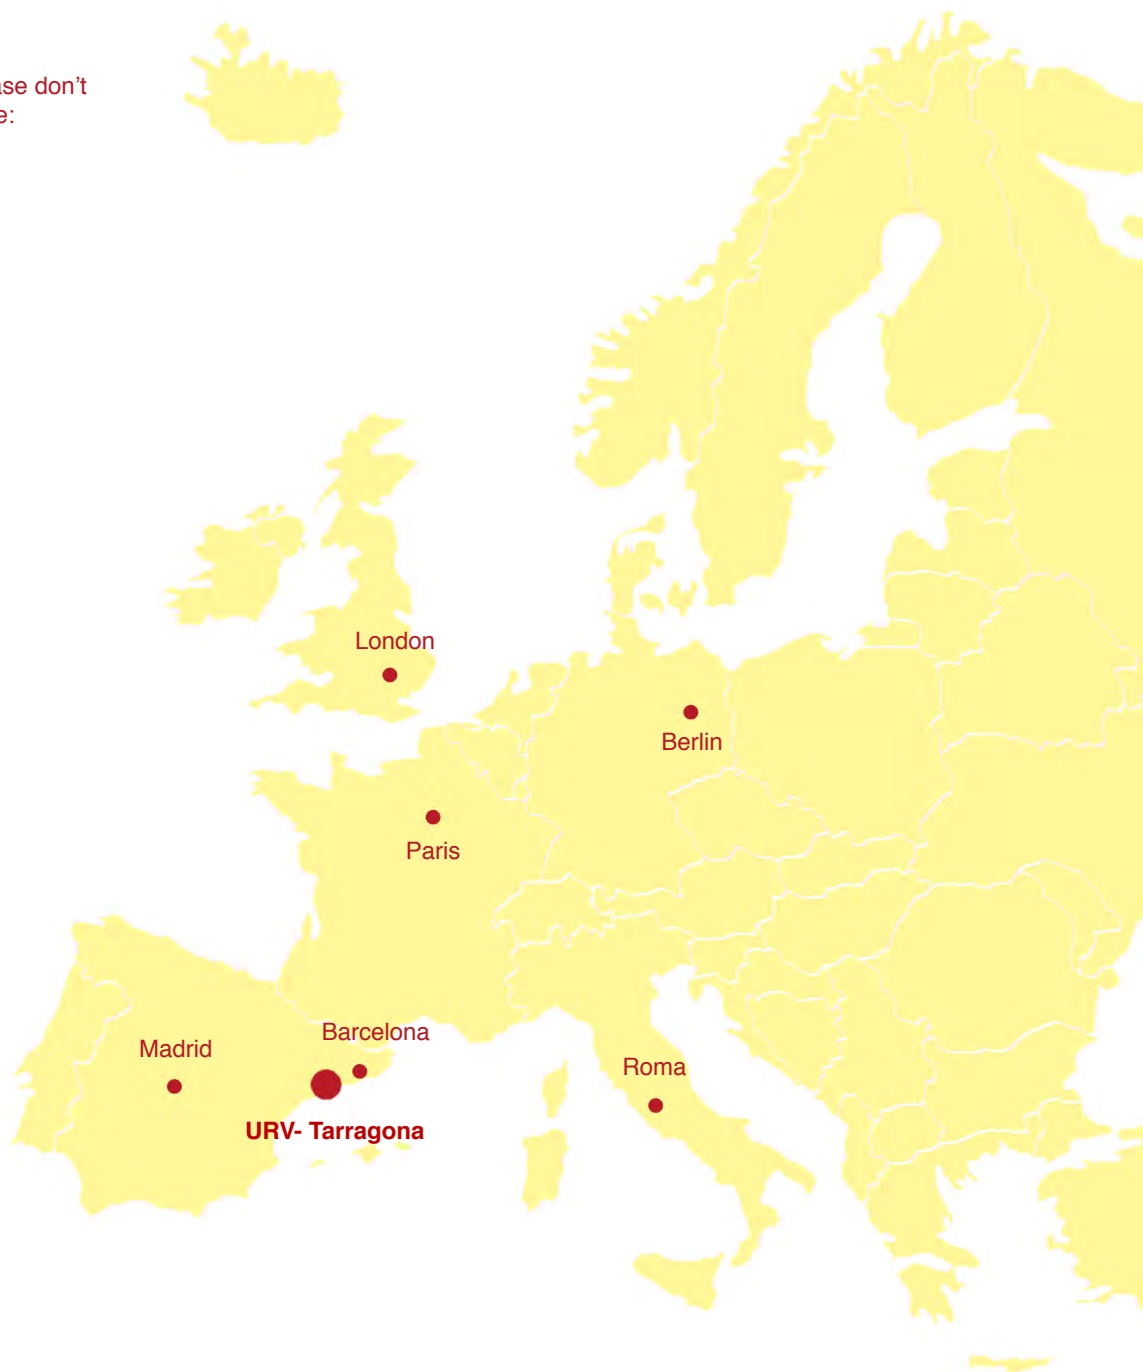 ase don't
e:
London
Berlin
Paris
Barcelona
Madrid
Roma
URV- Tarragona